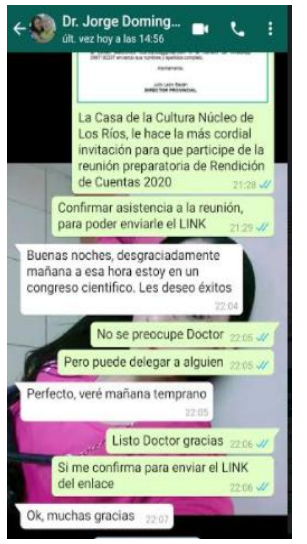 Dr. Jorge Doming...
últ. vez hoy a las 14:56
DIRECTOR PROVINCIAL
La Casa de la Cultura Núcleo de
Los Ríos, le hace la más cordial
invitación para que participe de la
reunión preparatoria de Rendición
de Cuentas 2020
21:28
Confirmar asistencia a la reunión,
para poder enviarle el LINK
21:29
Buenas noches, desgraciadamente
mañana a esa hora estoy en un
congreso cientifico. Les deseo éxitos
22:04
No se preocupe Doctor 22:05
Pero puede delegar a alguien 22:05
Perfecto, veré mañana temprano
22:05
Listo Doctor gracias 22:06
Si me confirma para enviar el LINK
del enlace 22:06
Ok, muchas gracias 22:07